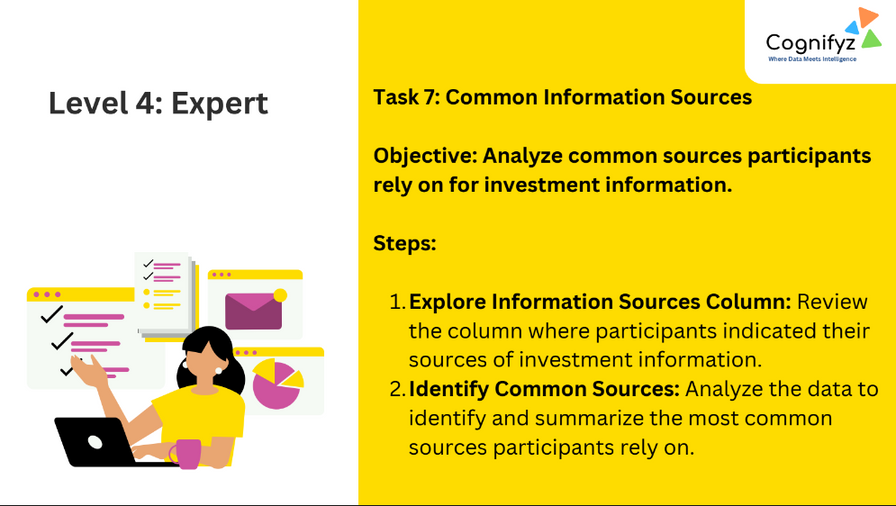 Cognifyz
Where Data Meets Intelligence
Level 4: Expert
Task 7: Common Information Sources
Objective: Analyze common sources participants
rely on for investment information.
Steps:
1. Explore Information Sources Column: Review
the column where participants indicated their
sources of investment information.
2. Identify Common Sources: Analyze the data to
identify and summarize the most common
sources participants rely on.